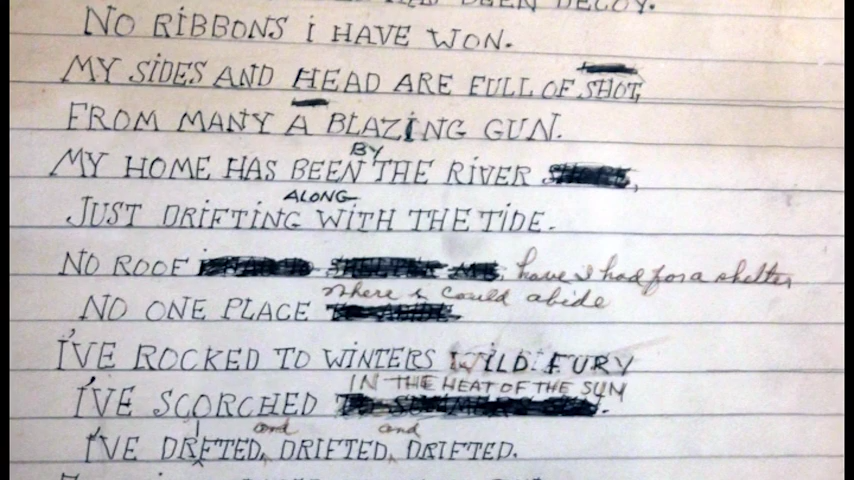 BEEN DECOY.
NO RIBBONS i HAVE WON.
MY SIDES AND HEAD ARE FULL OF SHOT,
FROM MANY A BLAZING GUN.
MY HOME HAS BEEN BY THE RIVER
JUST DRIFTING ALONG WITH THE TIDE.
NO ROOF have i had for a shelter
NO ONE PLACE where i could abide
I'VE ROCKED TO WINTERS WILD FURY
I'VE SCORCHED IN THE HEAT OF THE SUN.
I'VE DRIFTED, and DRIFTED, and DRIFTED.